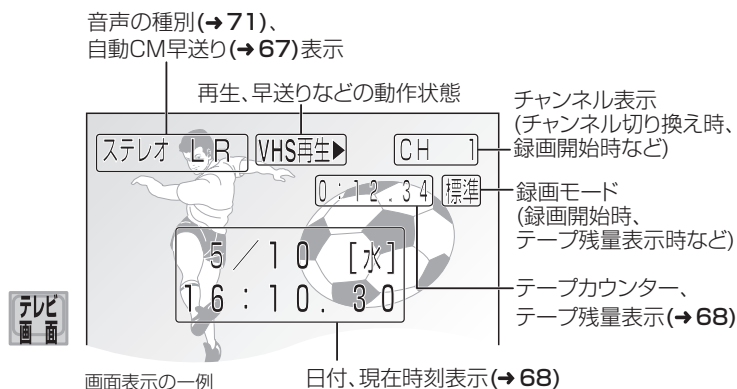 音声の種別(➔71)、
自動CM早送り(➔67)表示
再生、早送りなどの動作状態
チャンネル表示
(チャンネル切り換え時、
録画開始時など)
ステレオ L R
VHS再生▶
CH 1
0:12.34
標準
録画モード
(録画開始時、
テープ残量表示時など)
5/10 [水]
16:10.30
テープカウンター、
テープ残量表示(➔68)
テレビ
画面
画面表示の一例
日付、現在時刻表示(➔68)